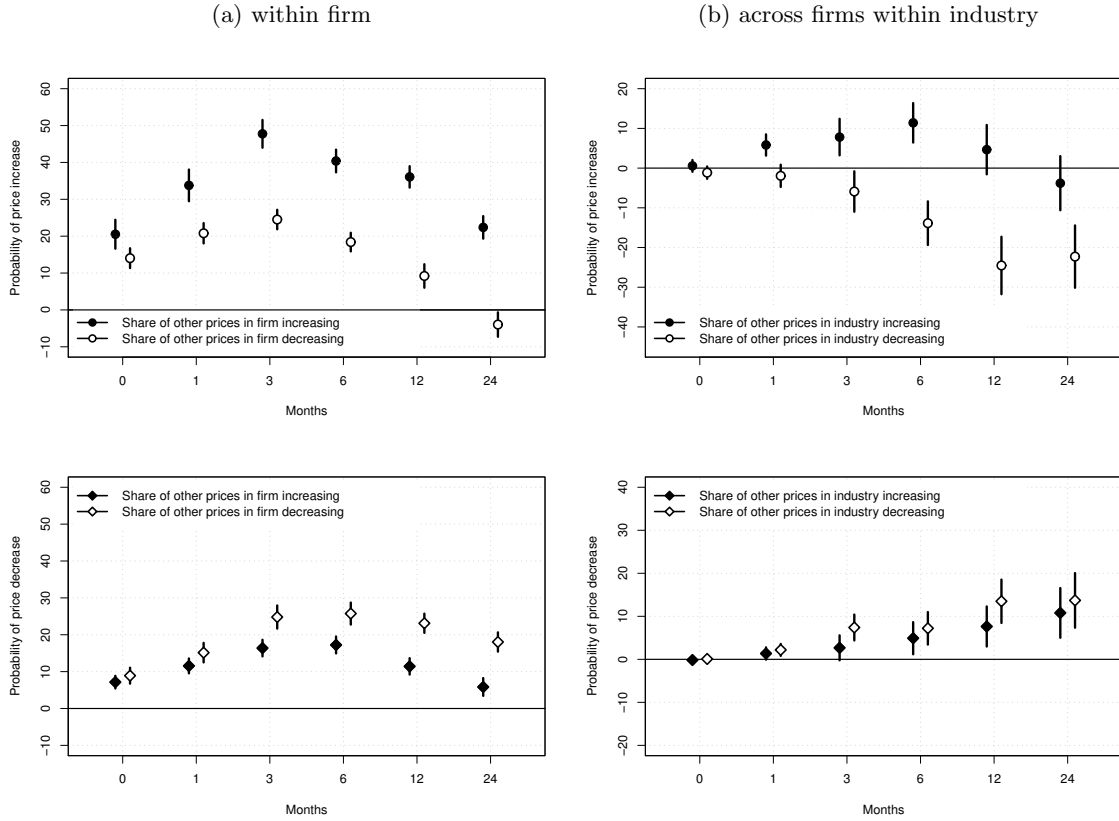 (a) within firm
(b) across firms within industry
Probability of price increase
60
50
40
30
20
10
0
−10
Share of other prices in firm increasing
Share of other prices in firm decreasing
0 1 3 6 12 24
Months
Probability of price increase
20
10
0
−10
−20
−30
−40
Share of other prices in industry increasing
Share of other prices in industry decreasing
0 1 3 6 12 24
Months
Probability of price decrease
60
50
40
30
20
10
0
−10
Share of other prices in firm increasing
Share of other prices in firm decreasing
0 1 3 6 12 24
Months
Probability of price decrease
40
30
20
10
0
−10
−20
Share of other prices in industry increasing
Share of other prices in industry decreasing
0 1 3 6 12 24
Months